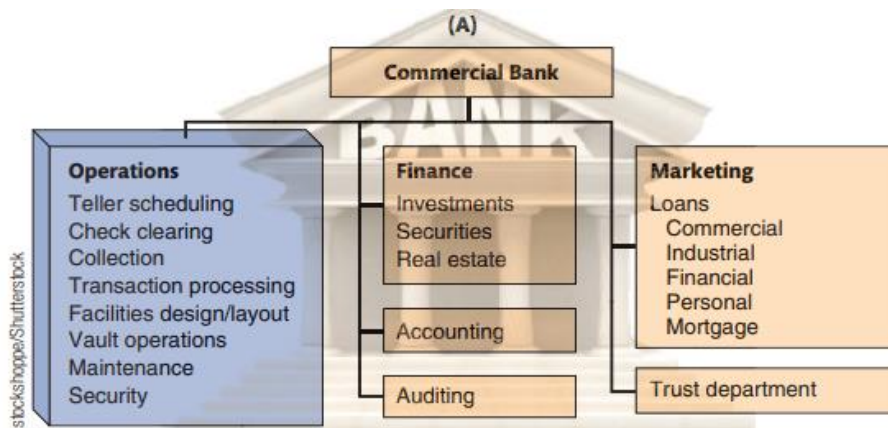 (A)
Commercial Bank
BANK
Operations
Teller scheduling
Check clearing
Collection
Transaction processing
Facilities design/layout
Vault operations
Maintenance
Security
Finance
Investments
Securities
Real estate
Accounting
Auditing
Marketing
Loans
Commercial
Industrial
Financial
Personal
Mortgage
Trust department
stockshoppe/Shutterstock